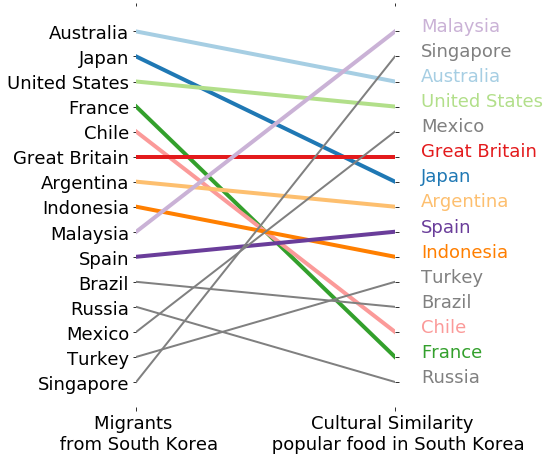 Australia
Japan
United States
France
Chile
Great Britain
Argentina
Indonesia
Malaysia
Spain
Brazil
Russia
Mexico
Turkey
Singapore
Malaysia
Singapore
Australia
United States
Mexico
Great Britain
Japan
Argentina
Spain
Indonesia
Turkey
Brazil
Chile
France
Russia
Migrants
from South Korea
Cultural Similarity
popular food in South Korea